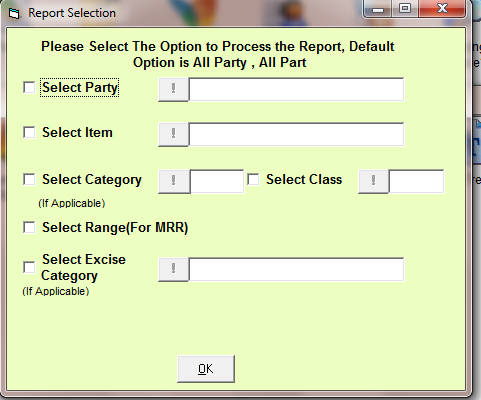 Report Selection
Please Select The Option to Process the Report, Default
Option is All Party , All Part
Select Party !
Select Item !
Select Category ! Select Class !
(If Applicable)
Select Range(For MRR)
Select Excise !
Category
(If Applicable)
OK